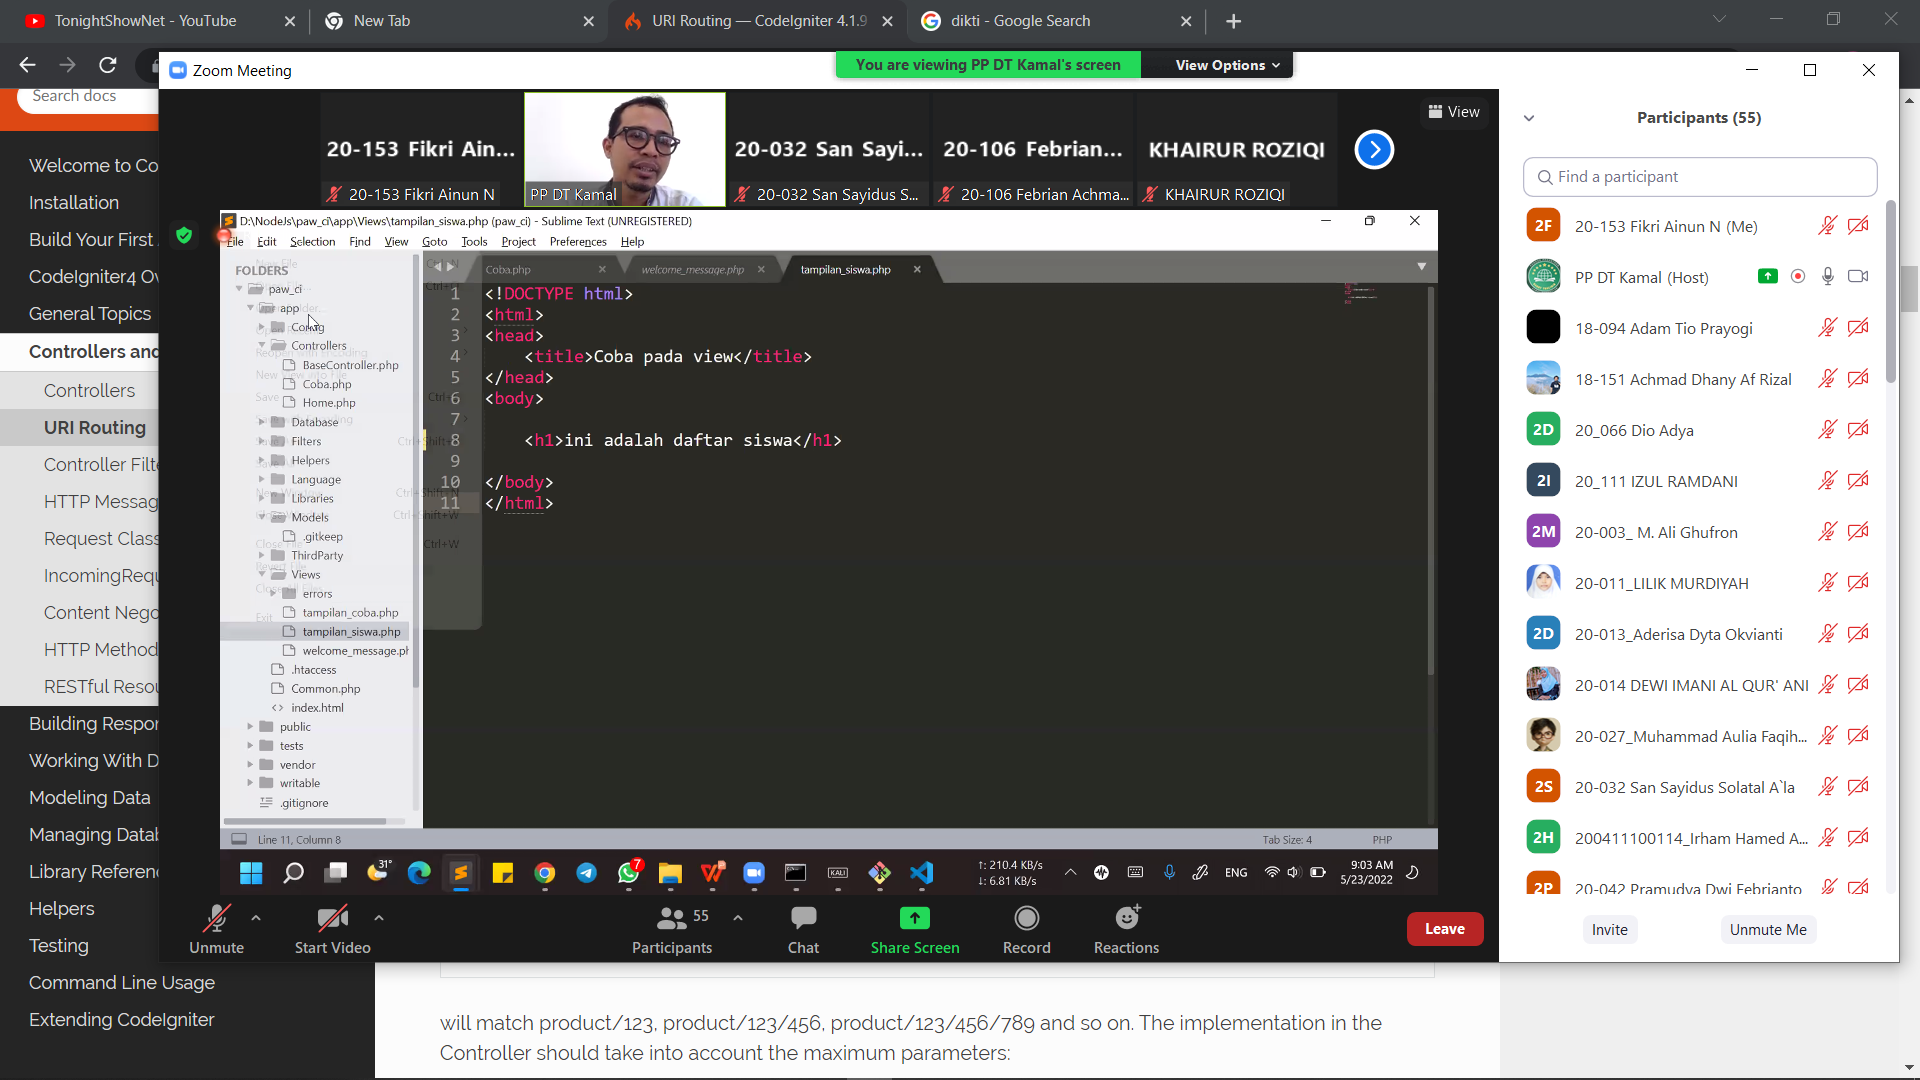 TonightShowNet - YouTube
New Tab
URI Routing — CodeIgniter 4.1.9
dikti - Google Search
Zoom Meeting
You are viewing PP DT Kamal's screen
View Options
Search docs
Welcome to Co
Installation
Build Your First
CodeIgniter4 Ov
General Topics
Controllers and
Controllers
URI Routing
Controller Filte
HTTP Messag
Request Class
IncomingRequ
Content Nego
HTTP Method
RESTful Resou
Building Respon
Working With D
Modeling Data
Managing Datab
Library Referen
Helpers
Testing
Command Line Usage
Extending CodeIgniter
20-153 Fikri Ain...
20-032 San Sayi...
20-106 Febrian...
KHAIRUR ROZIQI
View
20-153 Fikri Ainun N
PP DT Kamal
20-032 San Sayidus S...
20-106 Febrian Achma...
KHAIRUR ROZIQI
D:\NodeJs\paw_ci\app\Views\tampilan_siswa.php (paw_ci) - Sublime Text (UNREGISTERED)
File Edit Selection Find View Goto Tools Project Preferences Help
FOLDERS
paw_ci
app
Config
Controllers
BaseController.php
Coba.php
Home.php
Database
Filters
Helpers
Language
Libraries
Models
.gitkeep
ThirdParty
Views
errors
tampilan_coba.php
tampilan_siswa.php
welcome_message.ph
.htaccess
Common.php
index.html
public
tests
vendor
writable
.gitignore
Coba.php
welcome_message.php
tampilan_siswa.php
1 <!DOCTYPE html>
2 <html>
3 <head>
4 <title>Coba pada view</title>
5 </head>
6 <body>
7
8 <h1>ini adalah daftar siswa</h1>
9
10 </body>
11 </html>
Line 11, Column 8
Tab Size: 4
PHP
31°
7
KALI
↑: 210.4 KB/s
↓: 6.81 KB/s
ENG
9:03 AM
5/23/2022
Unmute
Start Video
55
Participants
Chat
Share Screen
Record
Reactions
Leave
Participants (55)
Find a participant
2F 20-153 Fikri Ainun N (Me)
PP DT Kamal (Host)
18-094 Adam Tio Prayogi
18-151 Achmad Dhany Af Rizal
2D 20_066 Dio Adya
2I 20_111 IZUL RAMDANI
2M 20-003_ M. Ali Ghufron
20-011_LILIK MURDIYAH
2D 20-013_Aderisa Dyta Okvianti
20-014 DEWI IMANI AL QUR' ANI
20-027_Muhammad Aulia Faqih...
2S 20-032 San Sayidus Solatal A`la
2H 200411100114_Irham Hamed A...
2P 20-042 Pramudya Dwi Febrianto
Invite
Unmute Me
will match product/123, product/123/456, product/123/456/789 and so on. The implementation in the
Controller should take into account the maximum parameters: